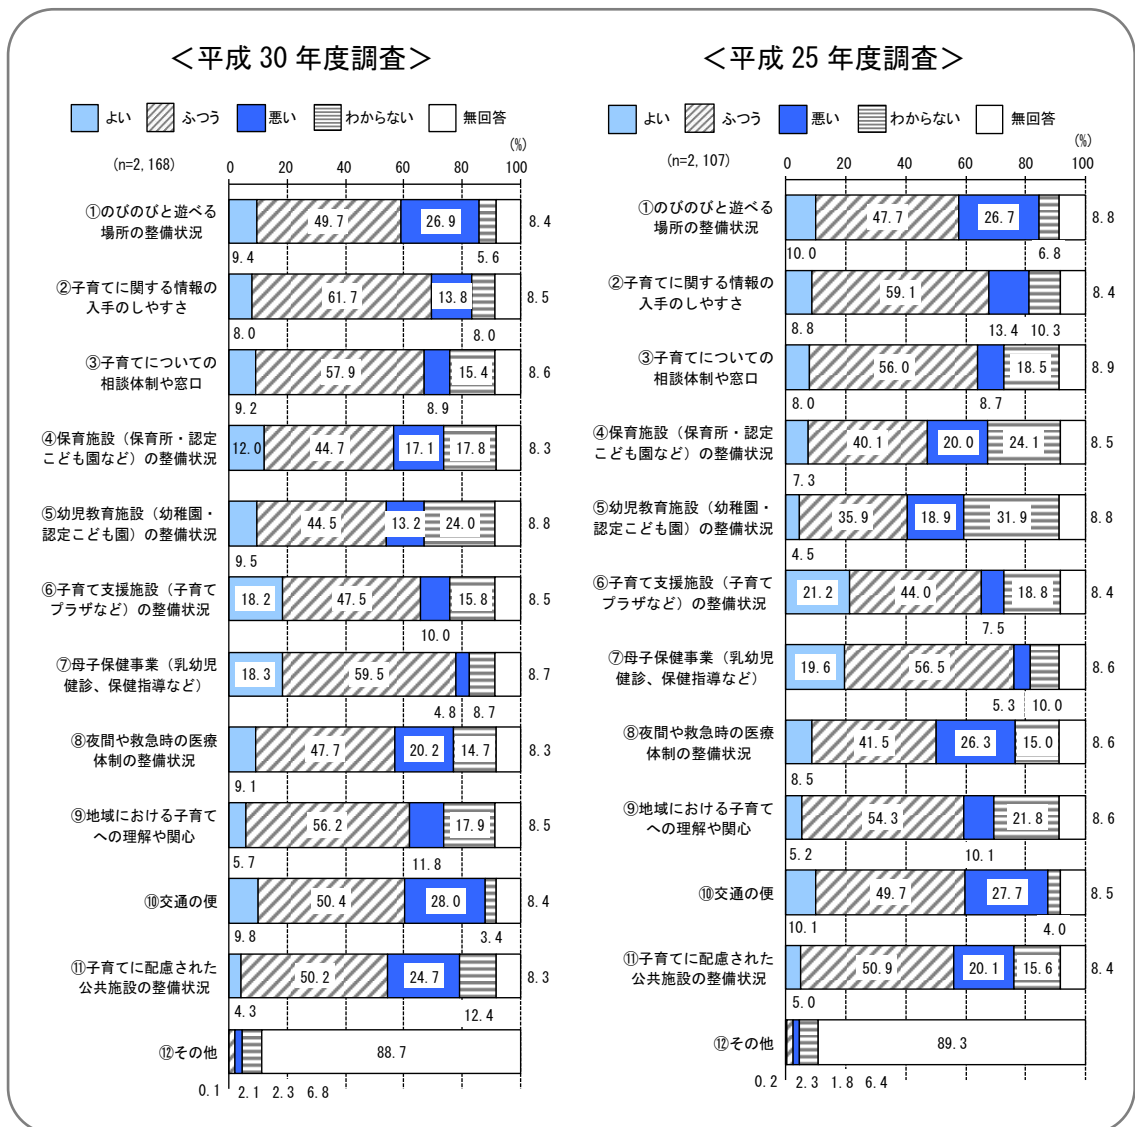 ＜平成 30 年度調査＞
よい ふつう 悪い わからない 無回答
(%)
(n=2,168)
0 20 40 60 80 100
①のびのびと遊べる
場所の整備状況
49.7 26.9 8.4
9.4 5.6
②子育てに関する情報の
入手のしやすさ
61.7 13.8 8.5
8.0 8.0
③子育てについての
相談体制や窓口
57.9 15.4 8.6
9.2 8.9
④保育施設（保育所・認定
こども園など）の整備状況
12.0 44.7 17.1 17.8 8.3
⑤幼児教育施設（幼稚園・
認定こども園）の整備状況
44.5 13.2 24.0 8.8
9.5
⑥子育て支援施設（子育て
プラザなど）の整備状況
18.2 47.5 15.8 8.5
10.0
⑦母子保健事業（乳幼児
健診、保健指導など）
18.3 59.5 8.7
4.8 8.7
⑧夜間や救急時の医療
体制の整備状況
47.7 20.2 14.7 8.3
9.1
⑨地域における子育て
への理解や関心
56.2 17.9 8.5
5.7 11.8
⑩交通の便
50.4 28.0 8.4
9.8 3.4
⑪子育てに配慮された
公共施設の整備状況
50.2 24.7 8.3
4.3 12.4
⑫その他
88.7
0.1 2.1 2.3 6.8
＜平成 25 年度調査＞
よい ふつう 悪い わからない 無回答
(%)
(n=2,107)
0 20 40 60 80 100
①のびのびと遊べる
場所の整備状況
47.7 26.7 8.8
10.0 6.8
②子育てに関する情報の
入手のしやすさ
59.1 8.4
8.8 13.4 10.3
③子育てについての
相談体制や窓口
56.0 18.5 8.9
8.0 8.7
④保育施設（保育所・認定
こども園など）の整備状況
40.1 20.0 24.1 8.5
7.3
⑤幼児教育施設（幼稚園・
認定こども園）の整備状況
35.9 18.9 31.9 8.8
4.5
⑥子育て支援施設（子育て
プラザなど）の整備状況
21.2 44.0 18.8 8.4
7.5
⑦母子保健事業（乳幼児
健診、保健指導など）
19.6 56.5 8.6
5.3 10.0
⑧夜間や救急時の医療
体制の整備状況
41.5 26.3 15.0 8.6
8.5
⑨地域における子育て
への理解や関心
54.3 21.8 8.6
5.2 10.1
⑩交通の便
49.7 27.7 8.5
10.1 4.0
⑪子育てに配慮された
公共施設の整備状況
50.9 20.1 15.6 8.4
5.0
⑫その他
89.3
0.2 2.3 1.8 6.4